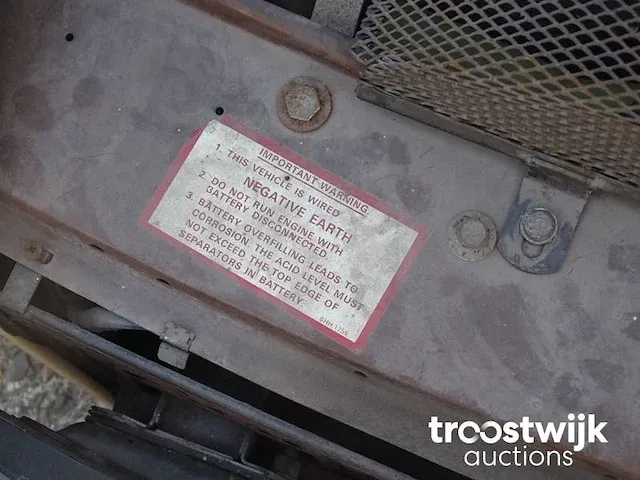 IMPORTANT WARNING
1. THIS VEHICLE IS WIRED
NEGATIVE EARTH
2. DO NOT RUN ENGINE WITH
BATTERY DISCONNECTED.
3. BATTERY OVERFILLING LEADS TO
CORROSION. THE ACID LEVEL MUST
NOT EXCEED THE TOP EDGE OF
SEPARATORS IN BATTERY.
BHH 1255
troostwijk
auctions